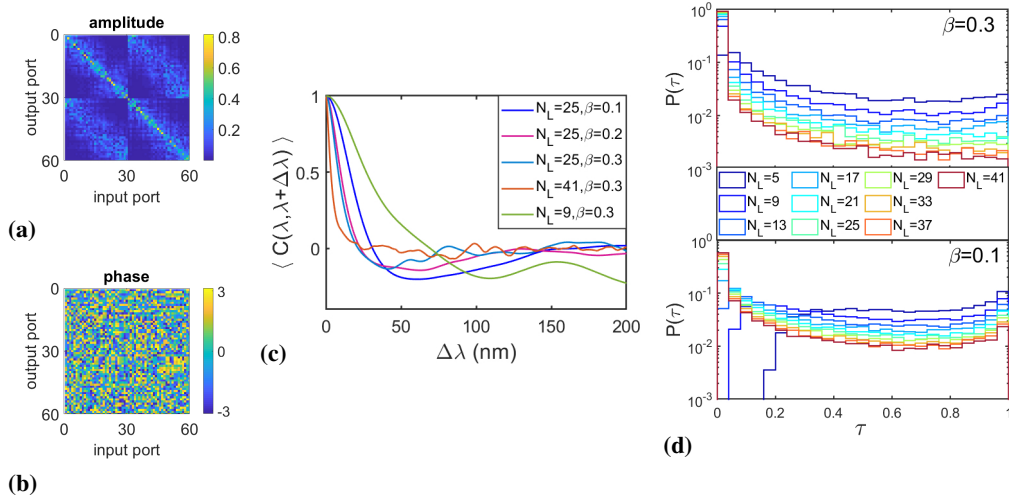 amplitude
0
30
60
output port
0 30 60
input port
0.8
0.6
0.4
0.2
(a)
phase
0
30
60
output port
0 30 60
input port
3
2
0
-2
-3
(b)
⟨ C(λ,λ+Δλ) ⟩
1
0.5
0
0 50 100 150 200
Δλ (nm)
N_L=25,β=0.1
N_L=25,β=0.2
N_L=25,β=0.3
N_L=41,β=0.3
N_L=9,β=0.3
(c)
β=0.3
P(τ)
10^0
10^-1
10^-2
10^-3
N_L=5 N_L=17 N_L=29 N_L=41
N_L=9 N_L=21 N_L=33
N_L=13 N_L=25 N_L=37
β=0.1
P(τ)
10^0
10^-1
10^-2
10^-3
0 0.2 0.4 0.6 0.8 1
τ
(d)